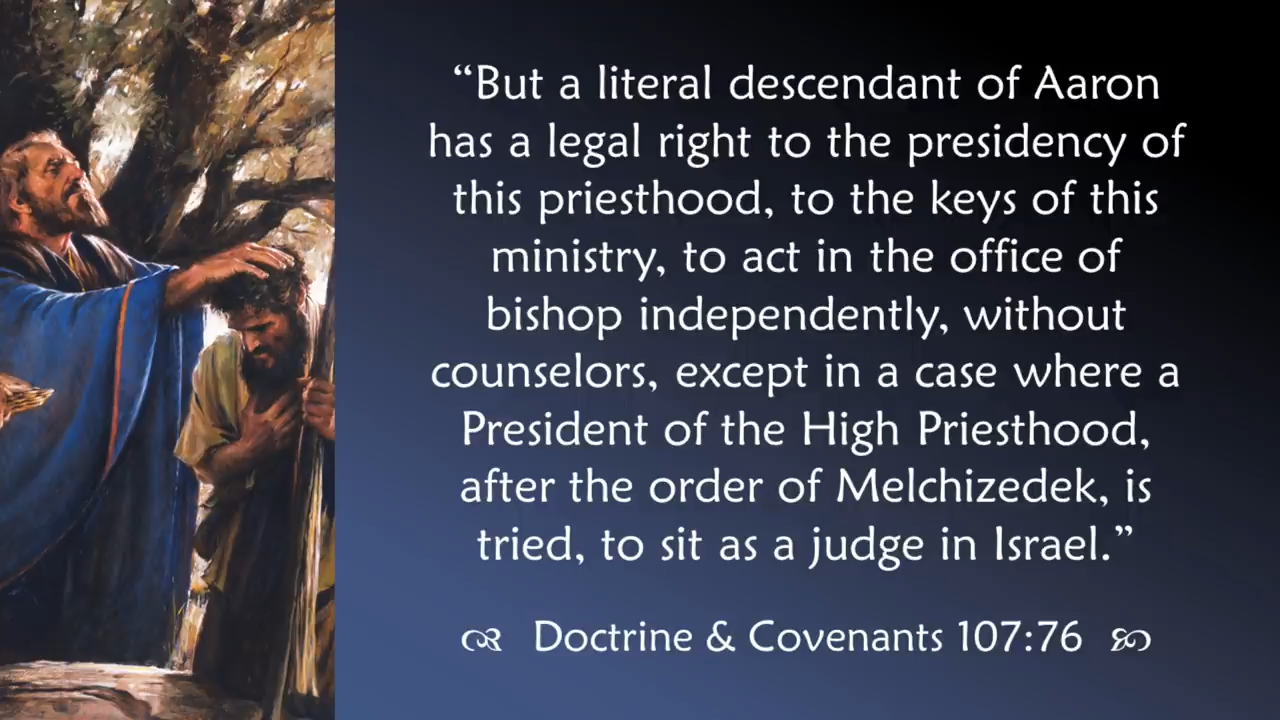 “But a literal descendant of Aaron
has a legal right to the presidency of
this priesthood, to the keys of this
ministry, to act in the office of
bishop independently, without
counselors, except in a case where a
President of the High Priesthood,
after the order of Melchizedek, is
tried, to sit as a judge in Israel.”
Doctrine & Covenants 107:76